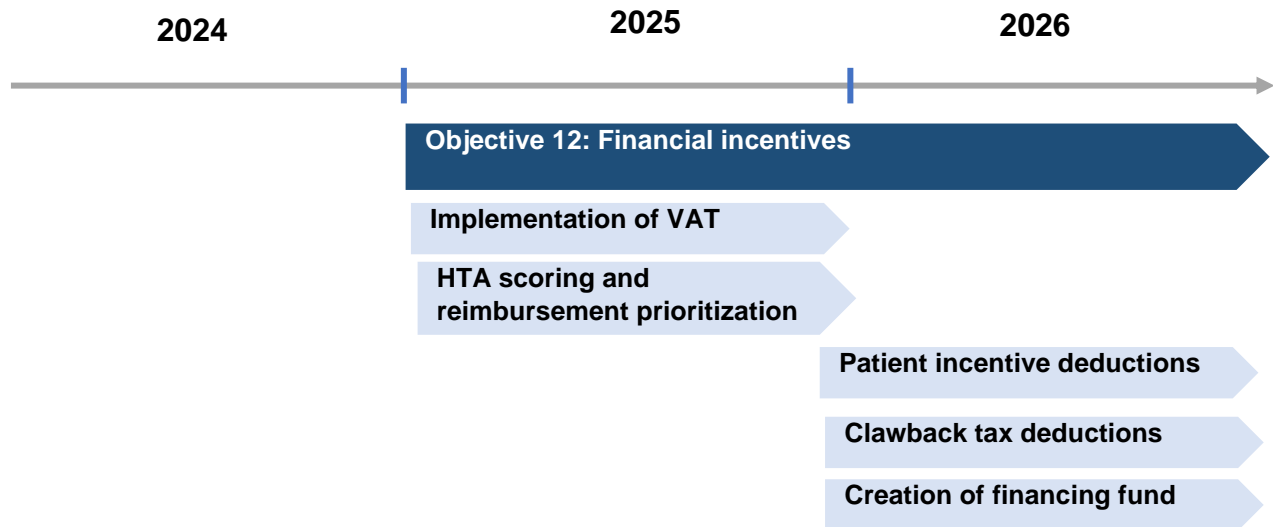 2024
2025
2026
Objective 12: Financial incentives
Implementation of VAT
HTA scoring and
reimbursement prioritization
Patient incentive deductions
Clawback tax deductions
Creation of financing fund